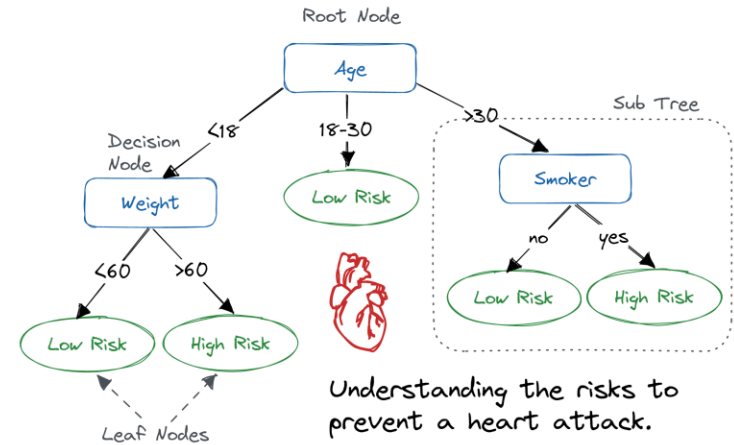 Root Node
Age
Sub Tree
<18
18-30
>30
Decision
Node
Weight
Low Risk
Smoker
<60
>60
no
yes
Low Risk
High Risk
Low Risk
High Risk
Leaf Nodes
Understanding the risks to
prevent a heart attack.